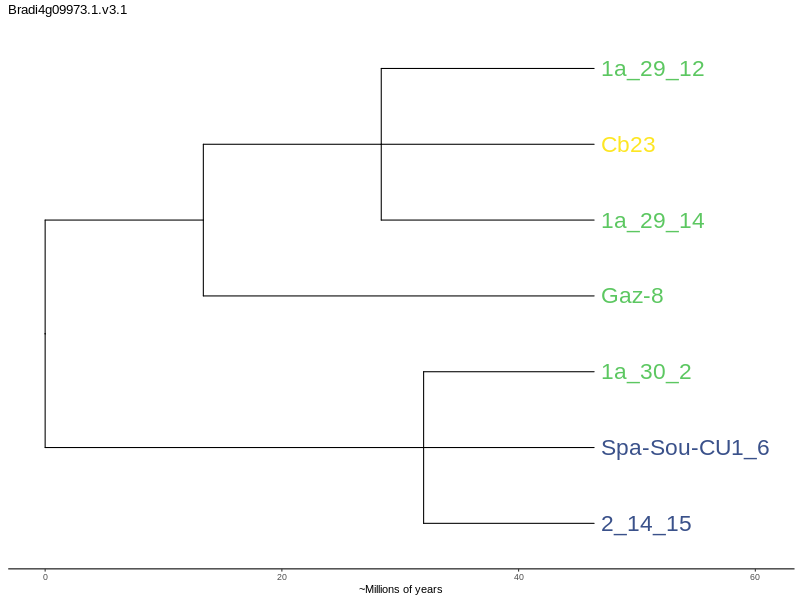 Bradi4g09973.1.v3.1
1a_29_12
Cb23
1a_29_14
Gaz-8
1a_30_2
Spa-Sou-CU1_6
2_14_15
0 20 40 60
~Millions of years